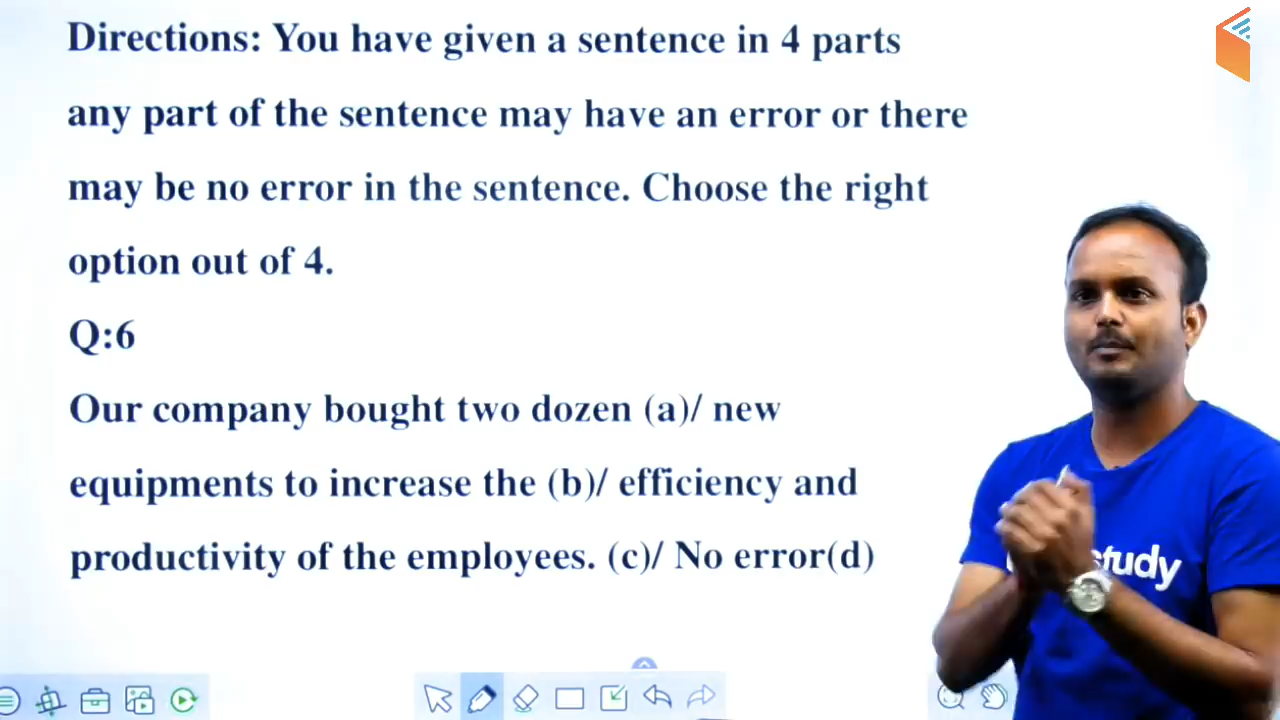 Directions: You have given a sentence in 4 parts
any part of the sentence may have an error or there
may be no error in the sentence. Choose the right
option out of 4.
Q:6
Our company bought two dozen (a)/ new
equipments to increase the (b)/ efficiency and
productivity of the employees. (c)/ No error(d)
study